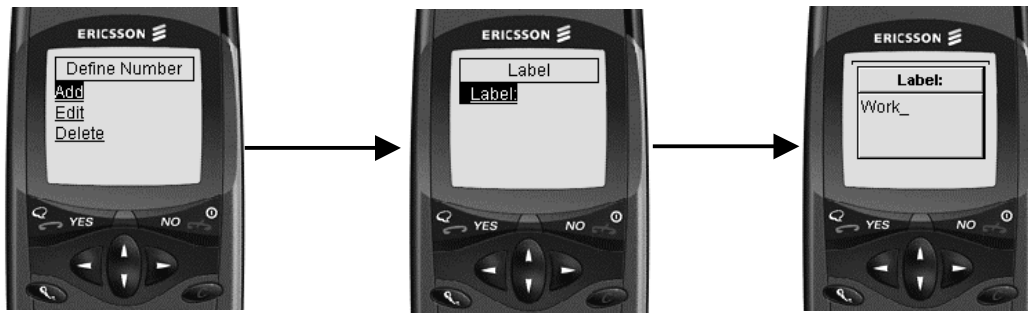 ERICSSON
Define Number
Add
Edit
Delete
YES
NO
ERICSSON
Label
Label:
YES
NO
ERICSSON
Label:
Work_
YES
NO